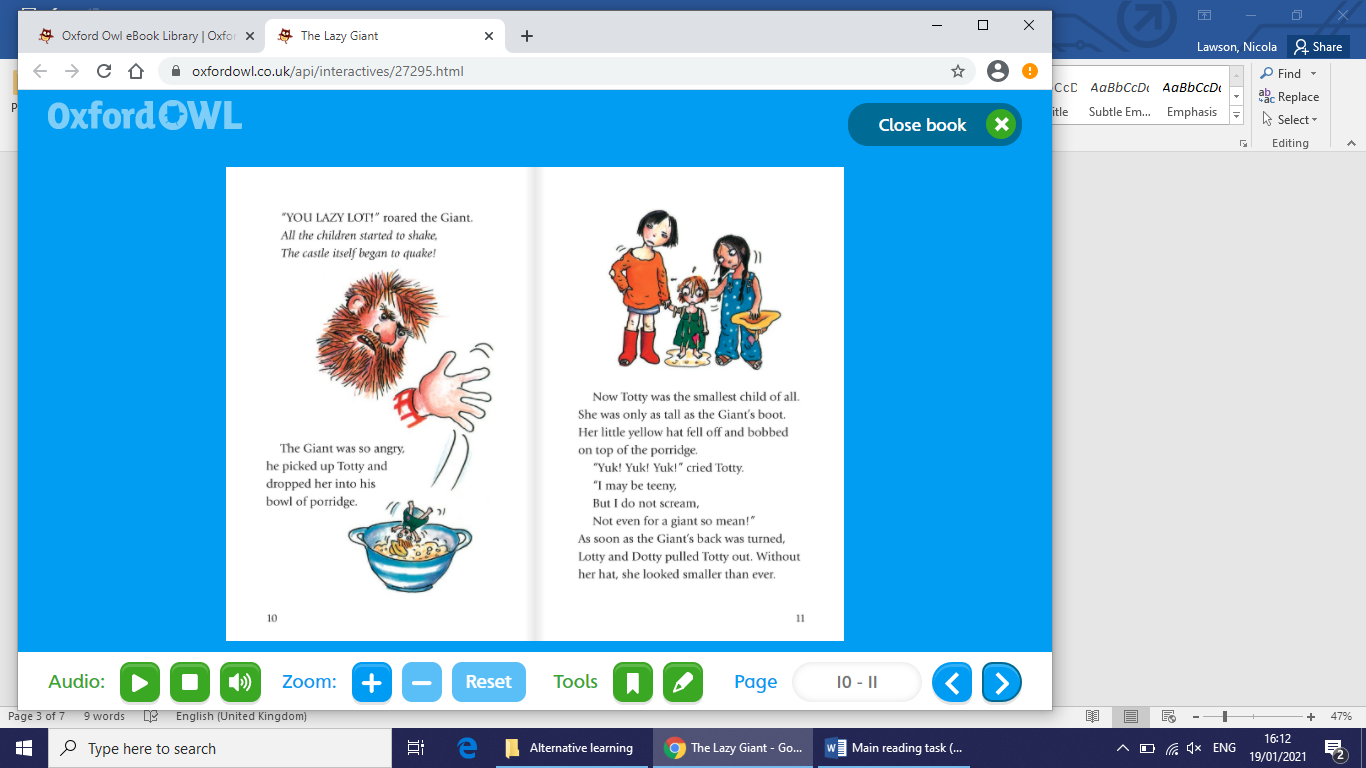 Oxford Owl eBook Library | Oxfo
The Lazy Giant
Lawson, Nicola
Share
oxfordowl.co.uk/api/interactives/27295.html
AaBbCcDc
AaBbCcDc
Subtle Em...
Emphasis
Find
Replace
Select
Editing
Oxford OWL
Close book
"YOU LAZY LOT!" roared the Giant.
All the children started to shake,
The castle itself began to quake!
The Giant was so angry,
he picked up Totty and
dropped her into his
bowl of porridge.
10
Now Totty was the smallest child of all.
She was only as tall as the Giant's boot.
Her little yellow hat fell off and bobbed
on top of the porridge.
"Yuk! Yuk! Yuk!" cried Totty.
"I may be teeny,
But I do not scream,
Not even for a giant so mean!"
As soon as the Giant's back was turned,
Lotty and Dotty pulled Totty out. Without
her hat, she looked smaller than ever.
11
Audio:
Zoom:
Reset
Tools
Page
10 - 11
Page 3 of 7
9 words
English (United Kingdom)
47%
Type here to search
Alternative learning
The Lazy Giant - Go...
Main reading task (...
ENG
16:12
19/01/2021
2